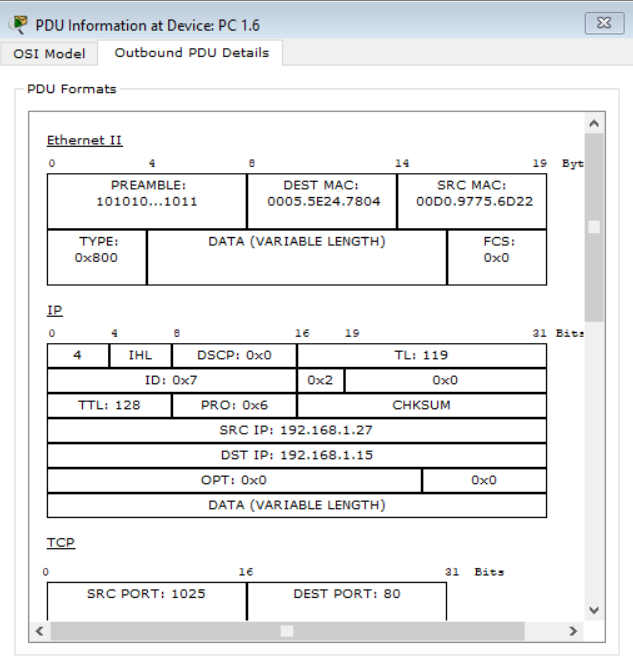 PDU Information at Device: PC 1.6
OSI Model Outbound PDU Details
PDU Formats
Ethernet II
0 4 8 14 19 Byt
PREAMBLE: DEST MAC: SRC MAC:
101010...1011 0005.5E24.7804 00D0.9775.6D22
TYPE: DATA (VARIABLE LENGTH) FCS:
0x800 0x0
IP
0 4 8 16 19 31 Bits
4 IHL DSCP: 0x0 TL: 119
ID: 0x7 0x2 0x0
TTL: 128 PRO: 0x6 CHKSUM
SRC IP: 192.168.1.27
DST IP: 192.168.1.15
OPT: 0x0 0x0
DATA (VARIABLE LENGTH)
TCP
0 16 31 Bits
SRC PORT: 1025 DEST PORT: 80